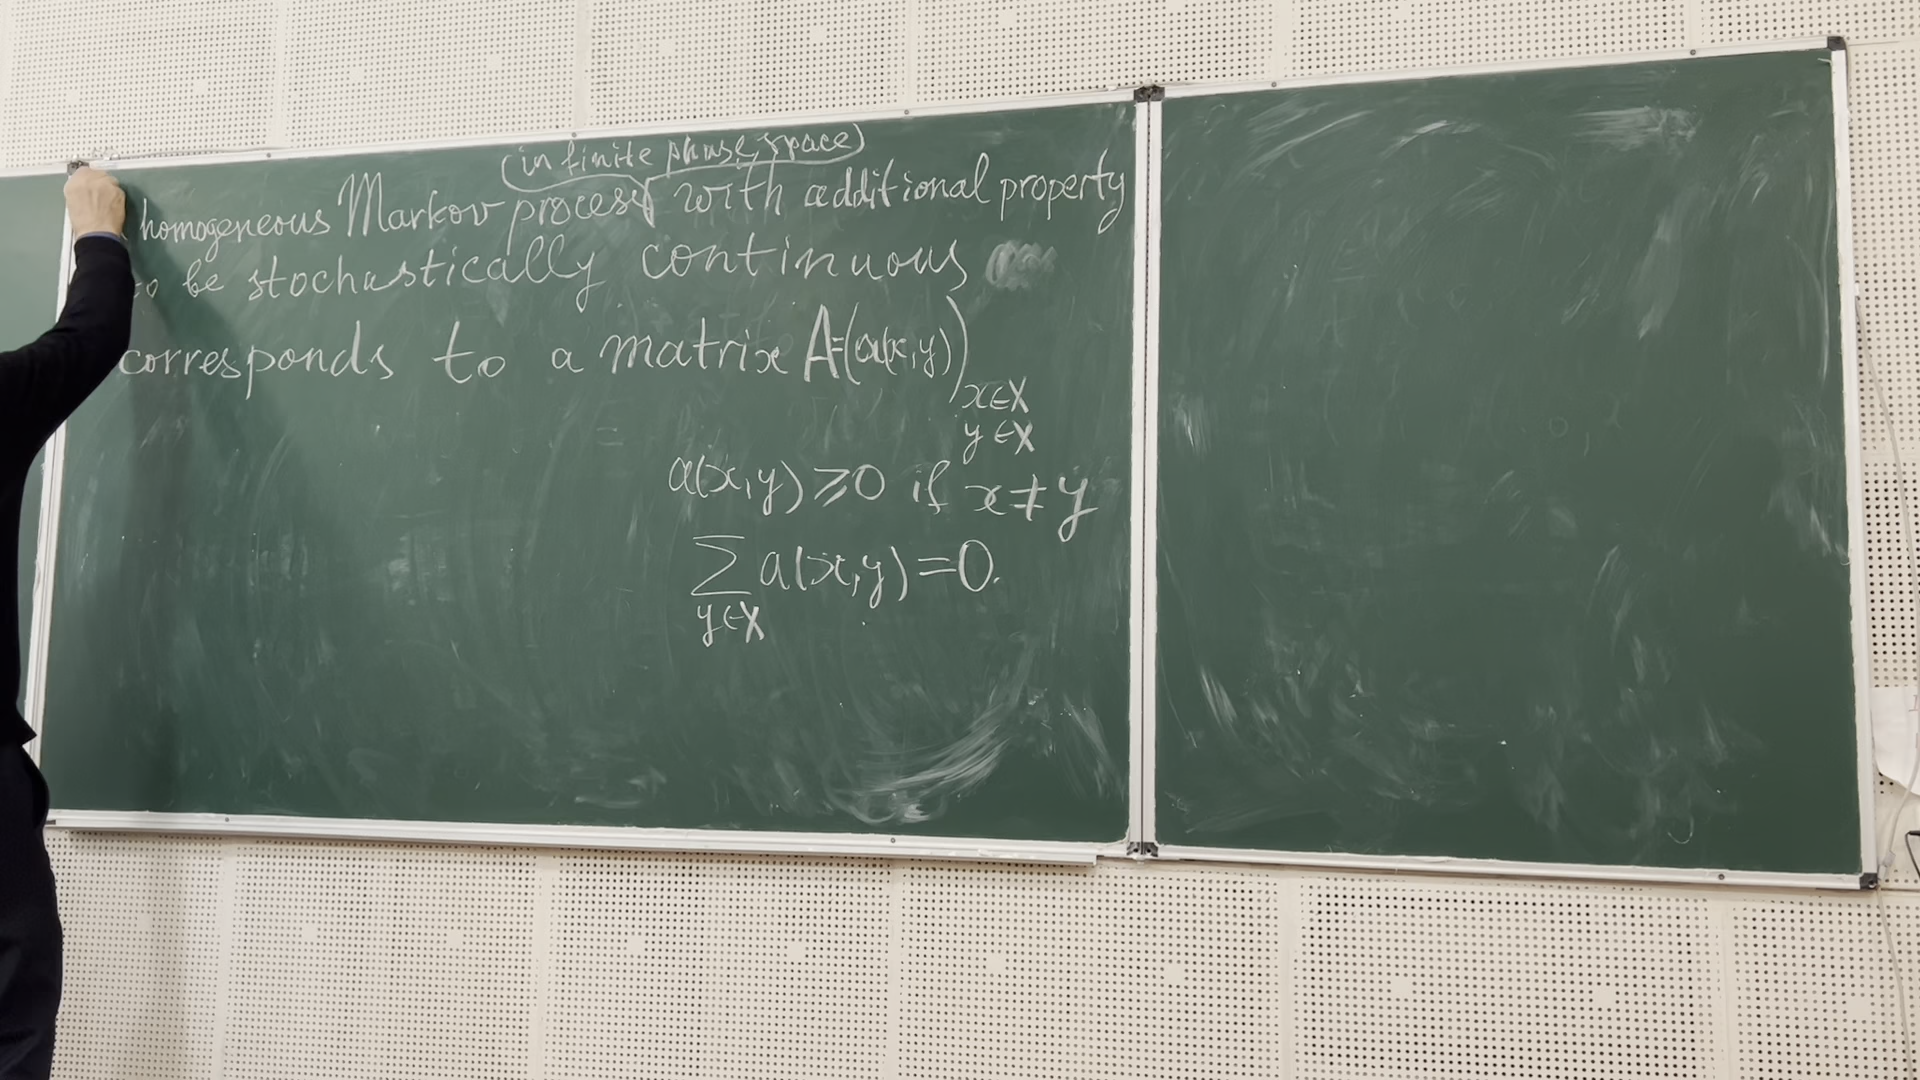 (in finite phase space)
homogeneous Markov process with additional property
to be stochastically continuous
corresponds to a matrix A=(a(x,y))
x∈X
y∈X
a(x,y)≥0 if x≠y
∑ a(x,y)=0.
y∈X